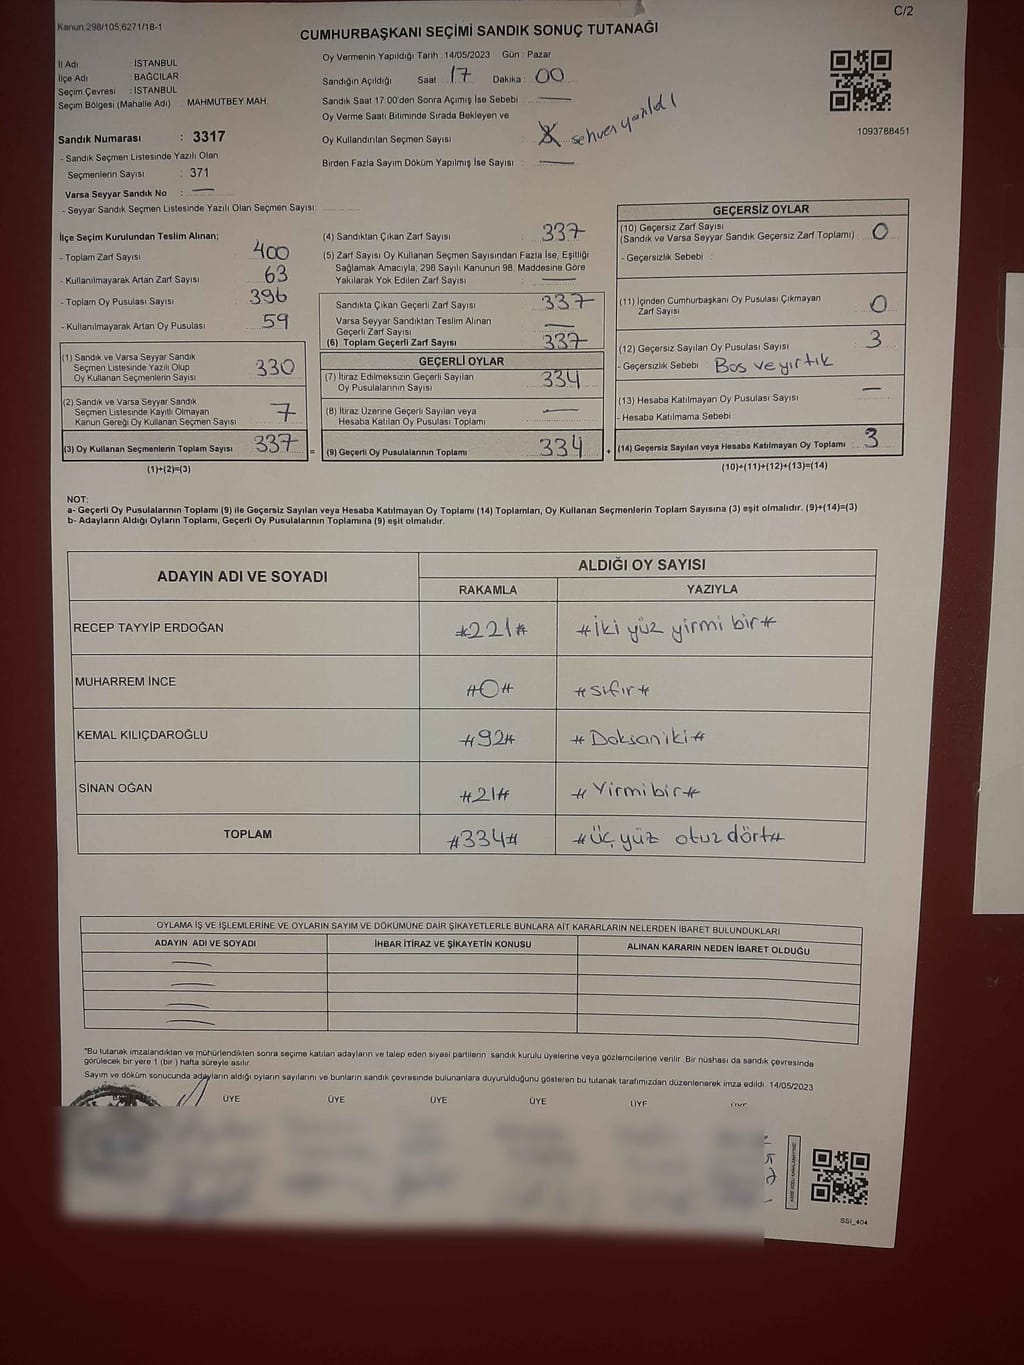 Kanun 298/105,6271/18-1
C/2
CUMHURBAŞKANI SEÇİMİ SANDIK SONUÇ TUTANAĞI
İl Adı : İSTANBUL
İlçe Adı : BAĞCILAR
Seçim Çevresi : İSTANBUL
Seçim Bölgesi (Mahalle Adı) MAHMUTBEY MAH.
Sandık Numarası : 3317
- Sandık Seçmen Listesinde Yazılı Olan
Seçmenlerin Sayısı : 371
Varsa Seyyar Sandık No : —
- Seyyar Sandık Seçmen Listesinde Yazılı Olan Seçmen Sayısı:
Oy Vermenin Yapıldığı Tarih : 14/05/2023 Gün : Pazar
Sandığın Açıldığı Saat : 17 Dakika : 00
Sandık Saat 17.00'den Sonra Açımış İse Sebebi : —
Oy Verme Saati Bitiminde Sırada Bekleyen ve
Oy Kullandırılan Seçmen Sayısı : sehven yazıldı
Birden Fazla Sayım Döküm Yapılmış İse Sayısı : —
1093788451
İlçe Seçim Kurulundan Teslim Alınan;
- Toplam Zarf Sayısı : 400
- Kullanılmayarak Artan Zarf Sayısı : 63
- Toplam Oy Pusulası Sayısı : 396
- Kullanılmayarak Artan Oy Pusulası : 59
(1) Sandık ve Varsa Seyyar Sandık
Seçmen Listesinde Yazılı Olup
Oy Kullanan Seçmenlerin Sayısı : 330
(2) Sandık ve Varsa Seyyar Sandık
Seçmen Listesinde Kayıtlı Olmayan
Kanun Gereği Oy Kullanan Seçmen Sayısı : 7
(3) Oy Kullanan Seçmenlerin Toplam Sayısı : 337
(1)+(2)=(3)
(4) Sandıktan Çıkan Zarf Sayısı : 337
(5) Zarf Sayısı Oy Kullanan Seçmen Sayısından Fazla İse, Eşitliği
Sağlamak Amacıyla; 298 Sayılı Kanunun 98. Maddesine Göre
Yakılarak Yok Edilen Zarf Sayısı : —
Sandıkta Çıkan Geçerli Zarf Sayısı : 337
Varsa Seyyar Sandıktan Teslim Alınan
Geçerli Zarf Sayısı : —
(6) Toplam Geçerli Zarf Sayısı : 337
GEÇERLİ OYLAR
(7) İtiraz Edilmeksizin Geçerli Sayılan
Oy Pusulalarının Sayısı : 334
(8) İtiraz Üzerine Geçerli Sayılan veya
Hesaba Katılan Oy Pusulası Toplamı : —
= (9) Geçerli Oy Pusulalarının Toplamı : 334 +
GEÇERSİZ OYLAR
(10) Geçersiz Zarf Sayısı
(Sandık ve Varsa Seyyar Sandık Geçersiz Zarf Toplamı) : 0
- Geçersizlik Sebebi :
(11) İçinden Cumhurbaşkanı Oy Pusulası Çıkmayan
Zarf Sayısı : 0
(12) Geçersiz Sayılan Oy Pusulası Sayısı : 3
- Geçersizlik Sebebi : Bos ve yırtık
(13) Hesaba Katılmayan Oy Pusulası Sayısı : —
- Hesaba Katılmama Sebebi :
(14) Geçersiz Sayılan veya Hesaba Katılmayan Oy Toplamı : 3
(10)+(11)+(12)+(13)=(14)
NOT:
a- Geçerli Oy Pusulalarının Toplamı (9) ile Geçersiz Sayılan veya Hesaba Katılmayan Oy Toplamı (14) Toplamları, Oy Kullanan Seçmenlerin Toplam Sayısına (3) eşit olmalıdır. (9)+(14)=(3)
b- Adayların Aldığı Oyların Toplamı, Geçerli Oy Pusulalarının Toplamına (9) eşit olmalıdır.
ADAYIN ADI VE SOYADI
ALDIĞI OY SAYISI
RAKAMLA YAZIYLA
RECEP TAYYİP ERDOĞAN #221# #İki yüz yirmi bir#
MUHARREM İNCE #0# #sıfır#
KEMAL KILIÇDAROĞLU #92# #Doksaniki#
SİNAN OĞAN #21# #Yirmibir#
TOPLAM #334# #üç yüz otuz dört#
OYLAMA İŞ VE İŞLEMLERİNE VE OYLARIN SAYIM VE DÖKÜMÜNE DAİR ŞİKAYETLERLE BUNLARA AİT KARARLARIN NELERDEN İBARET BULUNDUKLARI
ADAYIN ADI VE SOYADI İHBAR İTİRAZ VE ŞİKAYETİN KONUSU ALINAN KARARIN NEDEN İBARET OLDUĞU
*Bu tutanak imzalandıktan ve mühürlendikten sonra seçime katılan adayların ve talep eden siyasi partilerin sandık kurulu üyelerine veya gözlemcilerine verilir. Bir nüshası da sandık çevresinde
görülecek bir yere 1 (bir ) hafta süreyle asılır
Sayım ve döküm sonucunda adayların aldığı oyların sayılarını ve bunların sandık çevresinde bulunanlara duyurulduğunu gösteren bu tutanak tarafımızdan düzenlenerek imza edildi. 14/05/2023
ÜYE ÜYE ÜYE ÜYE ÜYE
SSI_404